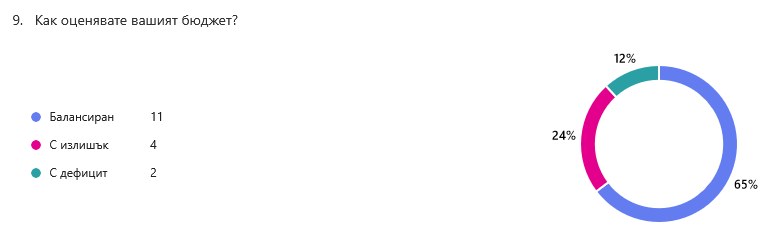 9. Как оценявате вашият бюджет?
Балансиран 11
С излишък 4
С дефицит 2
12%
24%
65%